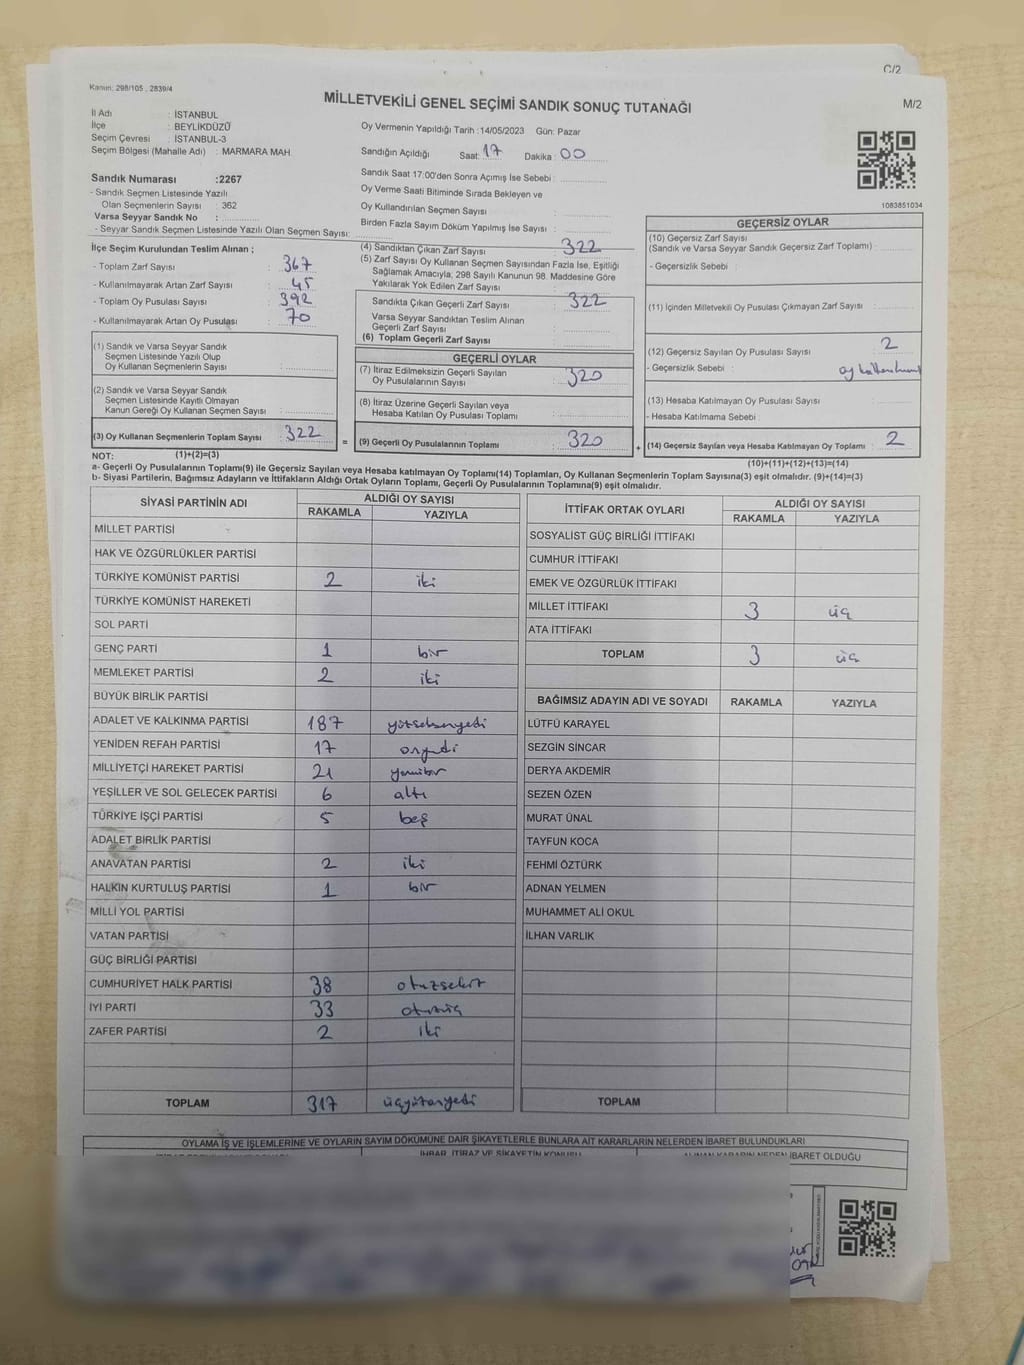 C/2
Kanun: 298/105 , 2839/4
MİLLETVEKİLİ GENEL SEÇİMİ SANDIK SONUÇ TUTANAĞI
M/2
İl Adı : İSTANBUL
İlçe : BEYLİKDÜZÜ
Seçim Çevresi : İSTANBUL-3
Seçim Bölgesi (Mahalle Adı) : MARMARA MAH.
Oy Vermenin Yapıldığı Tarih :14/05/2023 Gün: Pazar
Sandığın Açıldığı Saat: 17 Dakika : 00
Sandık Saat 17:00'den Sonra Açımış İse Sebebi :
Oy Verme Saati Bitiminde Sırada Bekleyen ve
Oy Kullandırılan Seçmen Sayısı :
Birden Fazla Sayım Döküm Yapılmış İse Sayısı :
1083851034
Sandık Numarası :2267
- Sandık Seçmen Listesinde Yazılı
Olan Seçmenlerin Sayısı : 362
Varsa Seyyar Sandık No :
- Seyyar Sandık Seçmen Listesinde Yazılı Olan Seçmen Sayısı:
İlçe Seçim Kurulundan Teslim Alınan ;
- Toplam Zarf Sayısı : 367
- Kullanılmayarak Artan Zarf Sayısı : 45
- Toplam Oy Pusulası Sayısı : 392
- Kullanılmayarak Artan Oy Pusulası : 70
(1) Sandık ve Varsa Seyyar Sandık
Seçmen Listesinde Yazılı Olup
Oy Kullanan Seçmenlerin Sayısı :
(2) Sandık ve Varsa Seyyar Sandık
Seçmen Listesinde Kayıtlı Olmayan
Kanun Gereği Oy Kullanan Seçmen Sayısı :
(3) Oy Kullanan Seçmenlerin Toplam Sayısı : 322
(1)+(2)=(3)
(4) Sandıktan Çıkan Zarf Sayısı : 322
(5) Zarf Sayısı Oy Kullanan Seçmen Sayısından Fazla İse, Eşitliği
Sağlamak Amacıyla, 298 Sayılı Kanunun 98. Maddesine Göre
Yakılarak Yok Edilen Zarf Sayısı :
Sandıkta Çıkan Geçerli Zarf Sayısı : 322
Varsa Seyyar Sandıktan Teslim Alınan
Geçerli Zarf Sayısı :
(6) Toplam Geçerli Zarf Sayısı :
GEÇERLİ OYLAR
(7) İtiraz Edilmeksizin Geçerli Sayılan
Oy Pusulalarının Sayısı : 320
(8) İtiraz Üzerine Geçerli Sayılan veya
Hesaba Katılan Oy Pusulası Toplamı :
= (9) Geçerli Oy Pusulalarının Toplamı : 320
GEÇERSİZ OYLAR
(10) Geçersiz Zarf Sayısı
(Sandık ve Varsa Seyyar Sandık Geçersiz Zarf Toplamı) :
- Geçersizlik Sebebi :
(11) İçinden Milletvekili Oy Pusulası Çıkmayan Zarf Sayısı :
(12) Geçersiz Sayılan Oy Pusulası Sayısı : 2
- Geçersizlik Sebebi : oy
(13) Hesaba Katılmayan Oy Pusulası Sayısı :
- Hesaba Katılmama Sebebi :
+ (14) Geçersiz Sayılan veya Hesaba Katılmayan Oy Toplamı : 2
(10)+(11)+(12)+(13)=(14)
NOT:
a- Geçerli Oy Pusulalarının Toplamı(9) ile Geçersiz Sayılan veya Hesaba katılmayan Oy Toplamı(14) Toplamları, Oy Kullanan Seçmenlerin Toplam Sayısına(3) eşit olmalıdır. (9)+(14)=(3)
b- Siyasi Partilerin, Bağımsız Adayların ve İttifakların Aldığı Ortak Oyların Toplamı, Geçerli Oy Pusulalarının Toplamına(9) eşit olmalıdır.
SİYASİ PARTİNİN ADI ALDIĞI OY SAYISI
RAKAMLA YAZIYLA
MİLLET PARTİSİ
HAK VE ÖZGÜRLÜKLER PARTİSİ
TÜRKİYE KOMÜNİST PARTİSİ 2 iki
TÜRKİYE KOMÜNİST HAREKETİ
SOL PARTİ
GENÇ PARTİ 1 bir
MEMLEKET PARTİSİ 2 iki
BÜYÜK BİRLİK PARTİSİ
ADALET VE KALKINMA PARTİSİ 187 yüzseksenyedi
YENİDEN REFAH PARTİSİ 17 onyedi
MİLLİYETÇİ HAREKET PARTİSİ 21 yirmibir
YEŞİLLER VE SOL GELECEK PARTİSİ 6 altı
TÜRKİYE İŞÇİ PARTİSİ 5 beş
ADALET BİRLİK PARTİSİ
ANAVATAN PARTİSİ 2 iki
HALKIN KURTULUŞ PARTİSİ 1 bir
MİLLİ YOL PARTİSİ
VATAN PARTİSİ
GÜÇ BİRLİĞİ PARTİSİ
CUMHURİYET HALK PARTİSİ 38 otuzsekiz
İYİ PARTİ 33 otuzüç
ZAFER PARTİSİ 2 iki
TOPLAM 317 üçyüzonyedi
İTTİFAK ORTAK OYLARI ALDIĞI OY SAYISI
RAKAMLA YAZIYLA
SOSYALİST GÜÇ BİRLİĞİ İTTİFAKI
CUMHUR İTTİFAKI
EMEK VE ÖZGÜRLÜK İTTİFAKI
MİLLET İTTİFAKI 3 üç
ATA İTTİFAKI
TOPLAM 3 üç
BAĞIMSIZ ADAYIN ADI VE SOYADI RAKAMLA YAZIYLA
LÜTFÜ KARAYEL
SEZGİN SİNCAR
DERYA AKDEMİR
SEZEN ÖZEN
MURAT ÜNAL
TAYFUN KOCA
FEHMİ ÖZTÜRK
ADNAN YELMEN
MUHAMMET ALİ OKUL
İLHAN VARLIK
TOPLAM
OYLAMA İŞ VE İŞLEMLERİNE VE OYLARIN SAYIM DÖKÜMÜNE DAİR ŞİKAYETLERLE BUNLARA AİT KARARLARIN NELERDEN İBARET BULUNDUKLARI
İHBAR, İTİRAZ VE ŞİKAYETİN KONUSU
ALINAN KARARIN NEDEN İBARET OLDUĞU